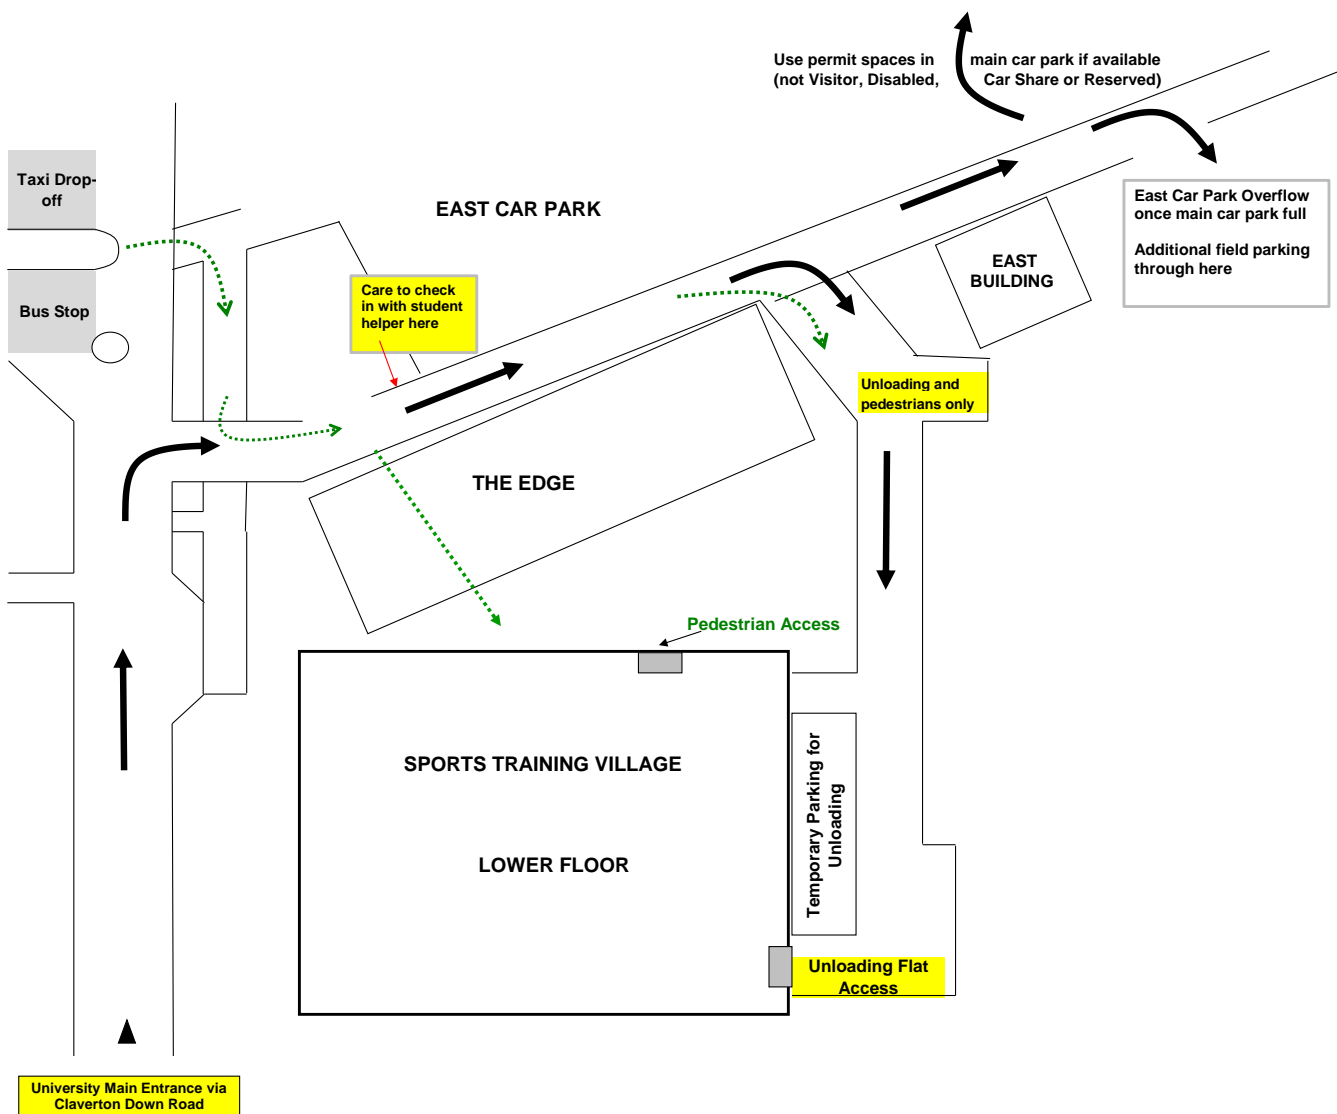 Use permit spaces in main car park if available
(not Visitor, Disabled, Car Share or Reserved)
Taxi Drop-
off
EAST CAR PARK
East Car Park Overflow
once main car park full
Additional field parking
through here
EAST
BUILDING
Care to check
in with student
helper here
Bus Stop
Unloading and
pedestrians only
THE EDGE
Pedestrian Access
SPORTS TRAINING VILLAGE
LOWER FLOOR
Temporary Parking for
Unloading
Unloading Flat
Access
University Main Entrance via
Claverton Down Road